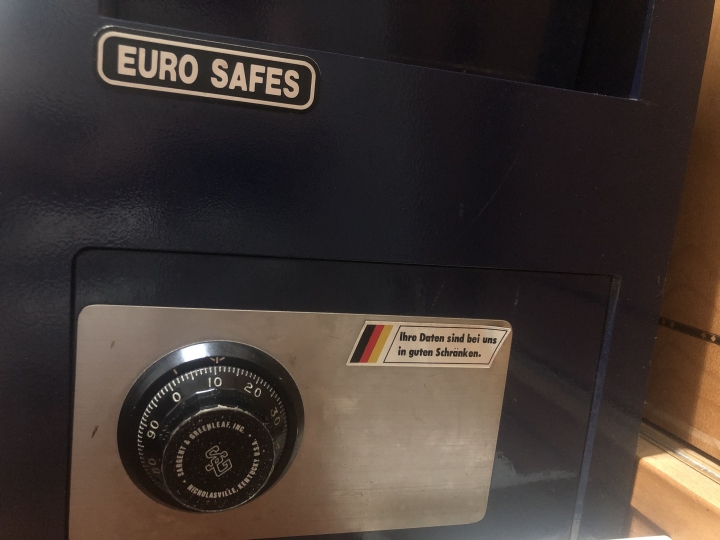 EURO SAFES
Ihre Daten sind bei uns
in guten Schränken.
90 0 10 20 30
SARGENT & GREENLEAF, INC.
S&G
NICHOLASVILLE, KENTUCKY USA